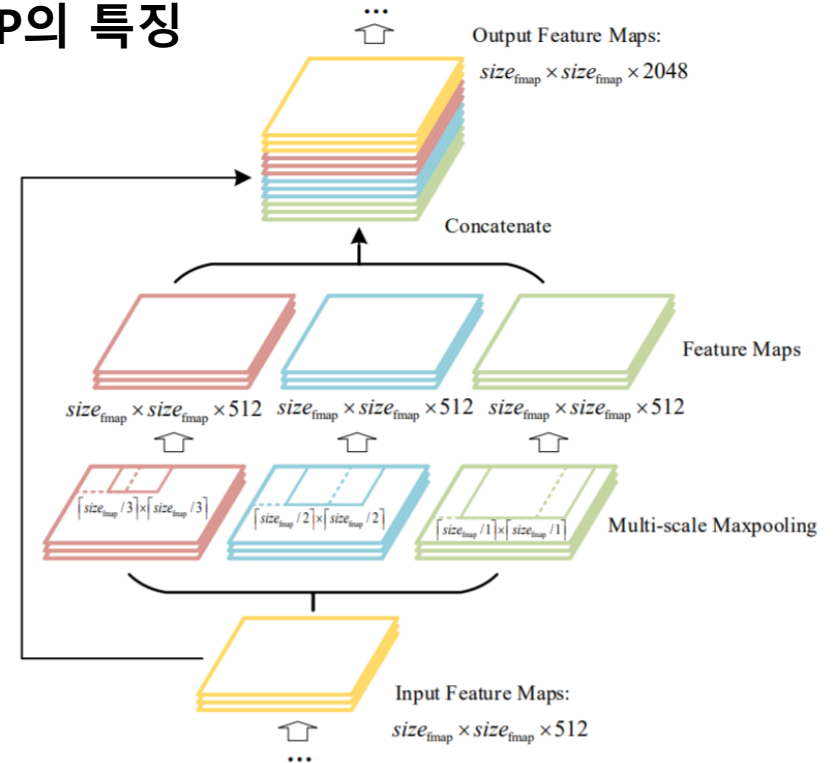 P의 특징
...
Output Feature Maps:
size_fmap × size_fmap × 2048
Concatenate
Feature Maps
size_fmap × size_fmap × 512 size_fmap × size_fmap × 512 size_fmap × size_fmap × 512
⌈size_fmap / 3⌉×⌈size_fmap / 3⌉ ⌈size_fmap / 2⌉×⌈size_fmap / 2⌉ ⌈size_fmap / 1⌉×⌈size_fmap / 1⌉
Multi-scale Maxpooling
Input Feature Maps:
size_fmap × size_fmap × 512
...